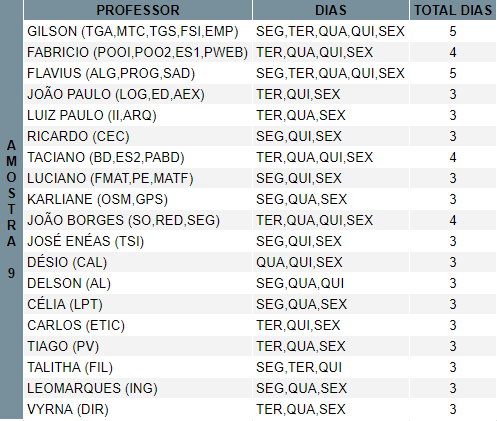 PROFESSOR DIAS TOTAL DIAS
GILSON (TGA,MTC,TGS,FSI,EMP) SEG,TER,QUA,QUI,SEX 5
FABRICIO (POOI,POO2,ES1,PWEB) TER,QUA,QUI,SEX 4
FLAVIUS (ALG,PROG,SAD) SEG,TER,QUA,QUI,SEX 5
JOÃO PAULO (LOG,ED,AEX) TER,QUI,SEX 3
LUIZ PAULO (II,ARQ) TER,QUA,SEX 3
RICARDO (CEC) SEG,QUI,SEX 3
TACIANO (BD,ES2,PABD) TER,QUA,QUI,SEX 4
LUCIANO (FMAT,PE,MATF) SEG,QUI,SEX 3
KARLIANE (OSM,GPS) SEG,QUA,SEX 3
JOÃO BORGES (SO,RED,SEG) TER,QUA,QUI,SEX 4
JOSÉ ENÉAS (TSI) SEG,QUI,SEX 3
DÉSIO (CAL) QUA,QUI,SEX 3
DELSON (AL) SEG,QUA,QUI 3
CÉLIA (LPT) SEG,QUA,SEX 3
CARLOS (ETIC) TER,QUI,SEX 3
TIAGO (PV) TER,QUA,SEX 3
TALITHA (FIL) SEG,TER,QUI 3
LEOMARQUES (ING) SEG,QUA,SEX 3
VYRNA (DIR) TER,QUA,SEX 3
AMOSTRA 9